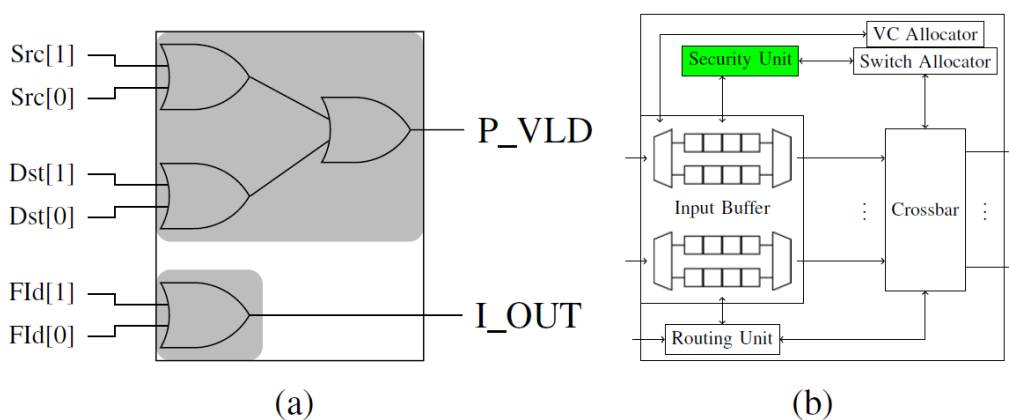 Src[1]
Src[0]
Dst[1]
Dst[0]
FId[1]
FId[0]
P_VLD
I_OUT
(a)
VC Allocator
Security Unit
Switch Allocator
Input Buffer
Crossbar
Routing Unit
(b)